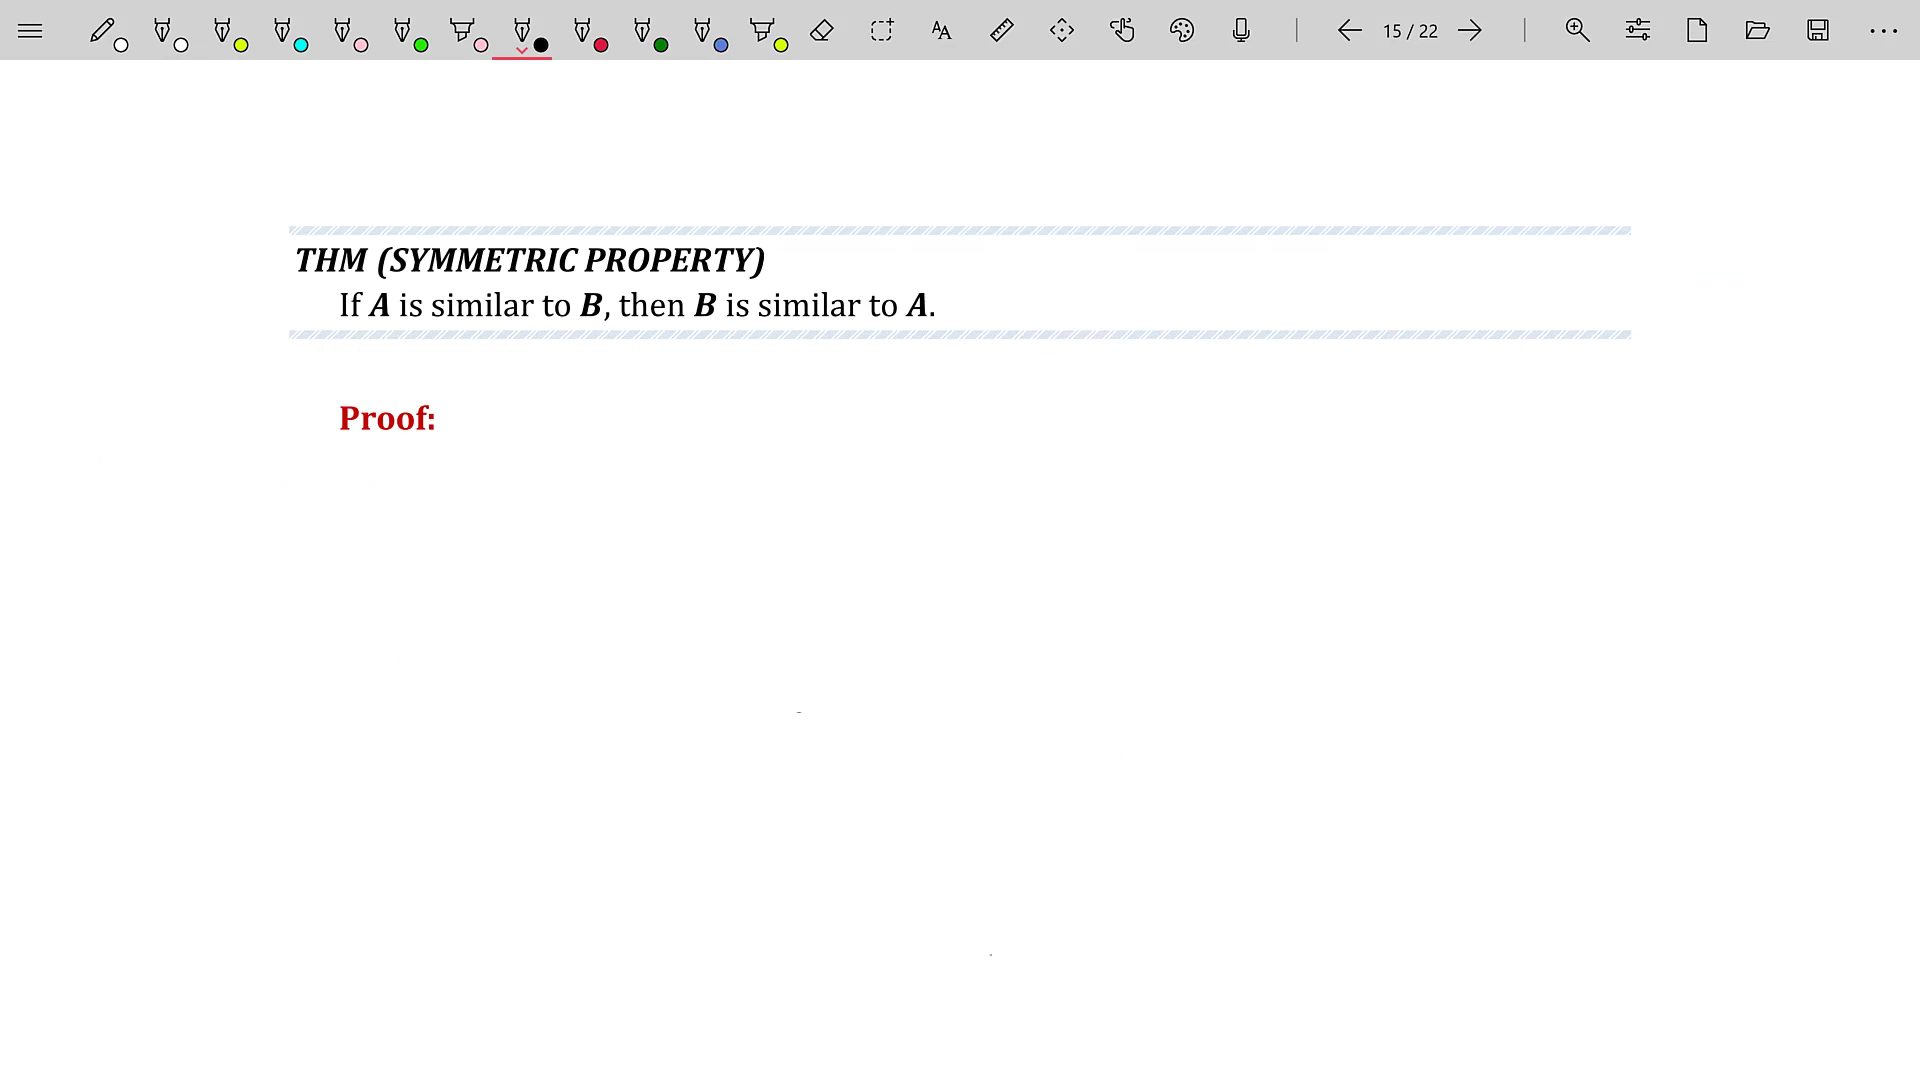 15 / 22
THM (SYMMETRIC PROPERTY)
If A is similar to B, then B is similar to A.
Proof: